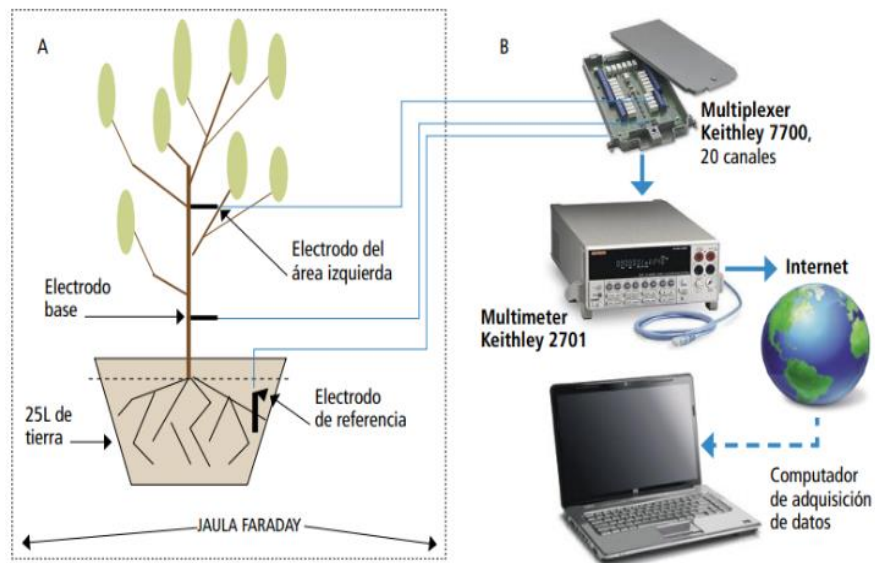 A
B
Multiplexer
Keithley 7700,
20 canales
Electrodo del
área izquierda
Electrodo
base
Internet
Multimeter
Keithley 2701
Electrodo
de referencia
25L de
tierra
Computador
de adquisición
de datos
JAULA FARADAY